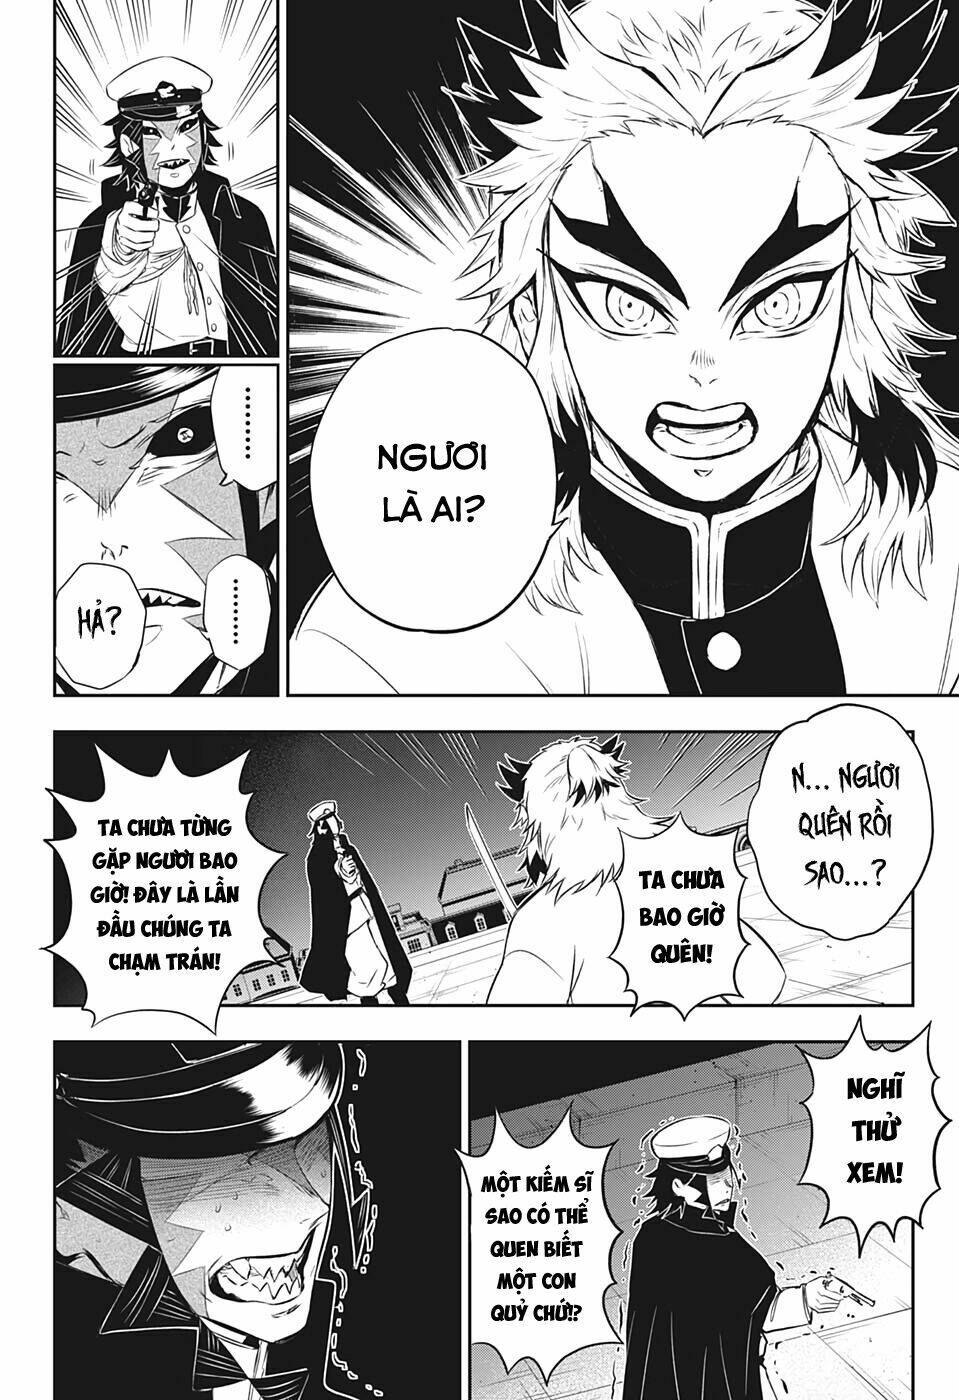 NGƯƠI
LÀ AI?
........
........
HẢ?
N... NGƯƠI
QUÊN RỒI
SAO...?
TA CHƯA
BAO GIỜ
QUÊN!
TA CHƯA TỪNG
GẶP NGƯƠI BAO
GIỜ! ĐÂY LÀ LẦN
ĐẦU CHÚNG TA
CHẠM TRÁN!
NGHĨ
THỬ
XEM!
MỘT KIẾM SĨ
SAO CÓ THỂ
QUEN BIẾT
MỘT CON
QUỶ CHỨ!?